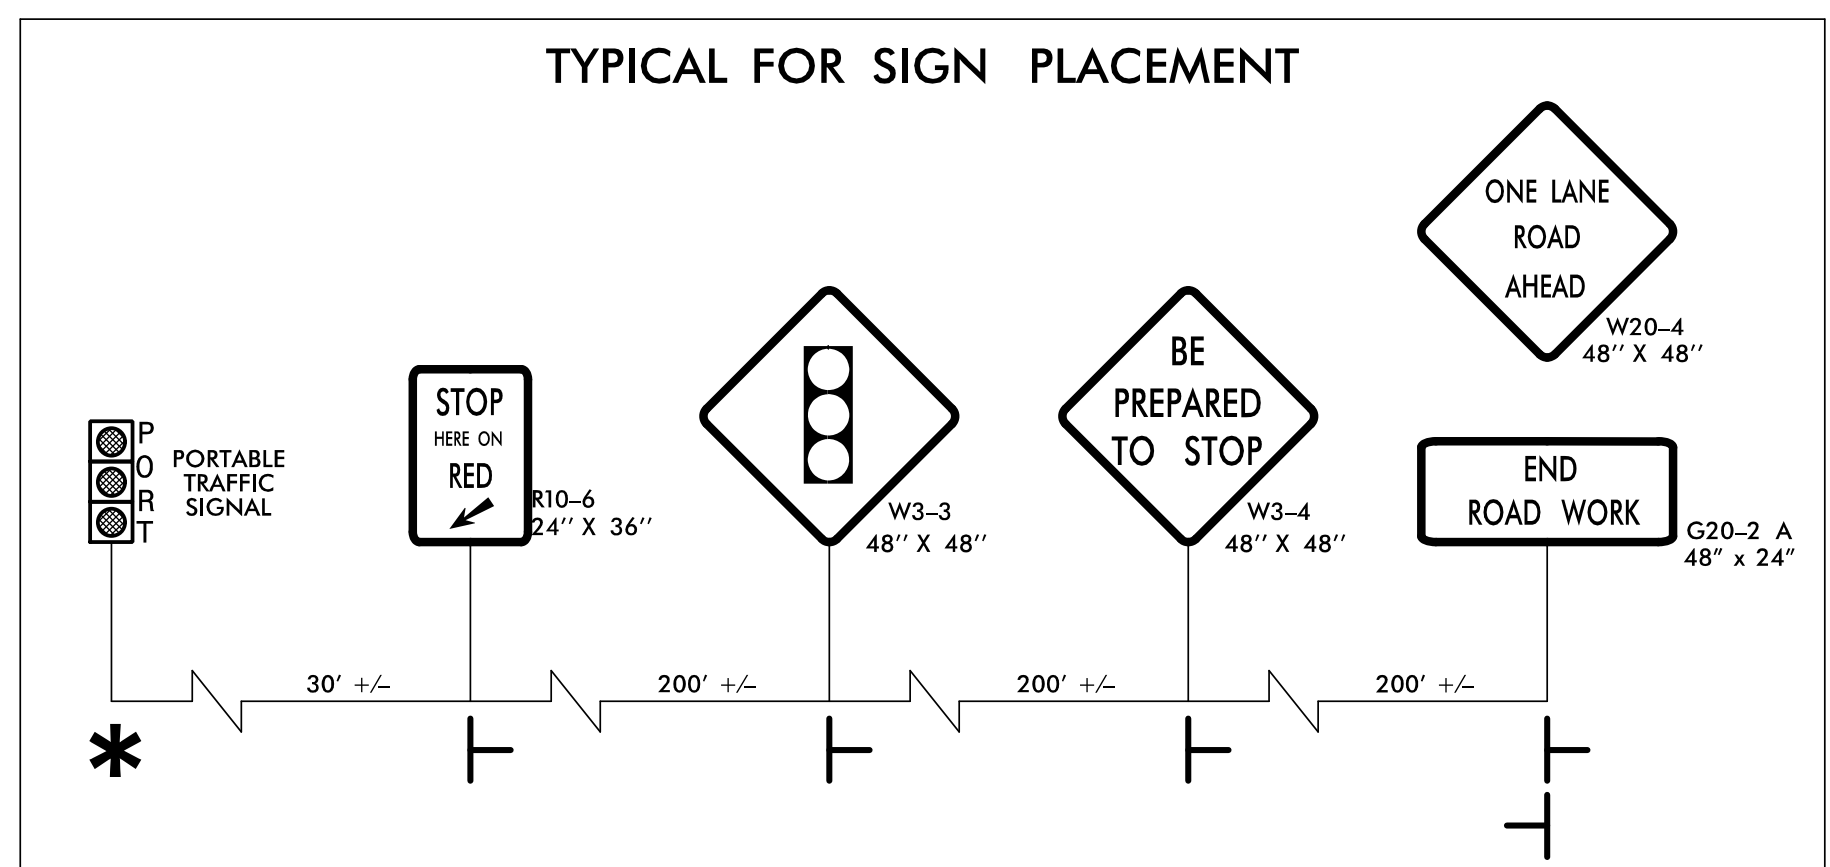 TYPICAL FOR SIGN PLACEMENT
ONE LANE
ROAD
AHEAD
W20-4
48'' X 48''
BE
PREPARED
TO STOP
W3-4
48'' X 48''
STOP
HERE ON
RED
R10-6
24'' X 36''
W3-3
48'' X 48''
END
ROAD WORK
G20-2 A
48" x 24"
PORT
PORTABLE
TRAFFIC
SIGNAL
30' +/-
200' +/-
200' +/-
200' +/-
*